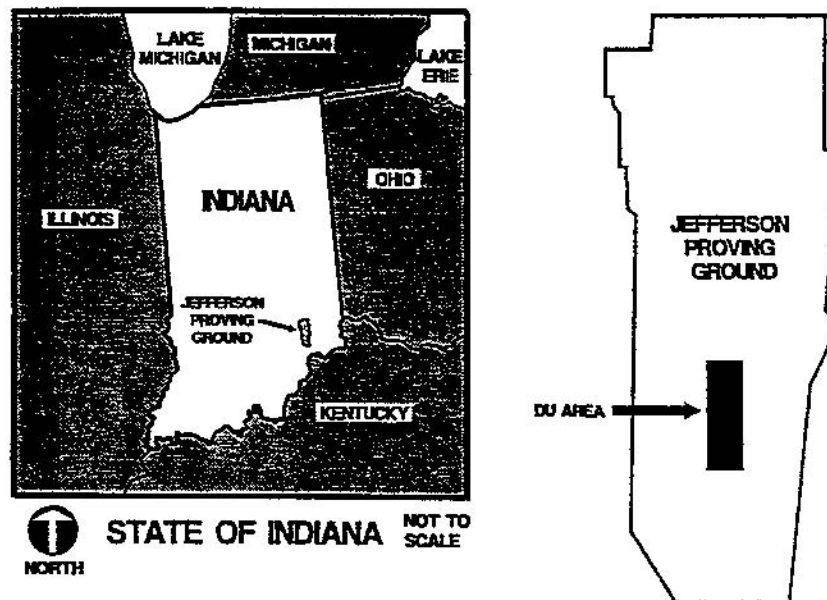 LAKE
MICHIGAN
MICHIGAN
LAKE
ERIE
OHIO
INDIANA
ILLINOIS
JEFFERSON
PROVING
GROUND
KENTUCKY
NORTH
STATE OF INDIANA
NOT TO
SCALE
JEFFERSON
PROVING
GROUND
DU AREA